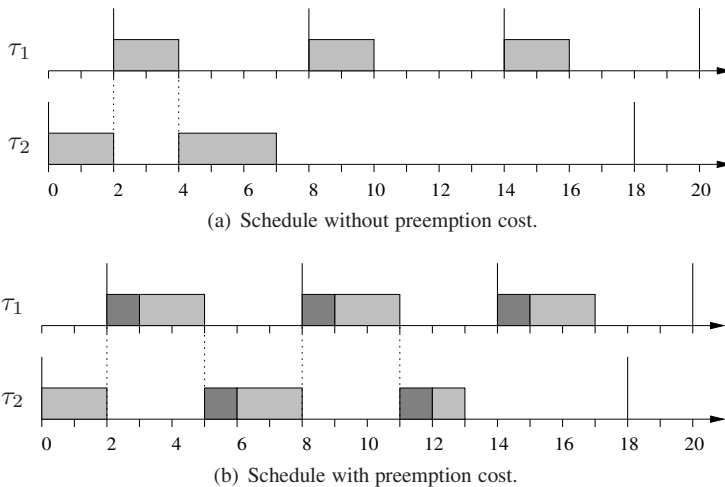 τ1
τ2
0 2 4 6 8 10 12 14 16 18 20
(a) Schedule without preemption cost.
τ1
τ2
0 2 4 6 8 10 12 14 16 18 20
(b) Schedule with preemption cost.